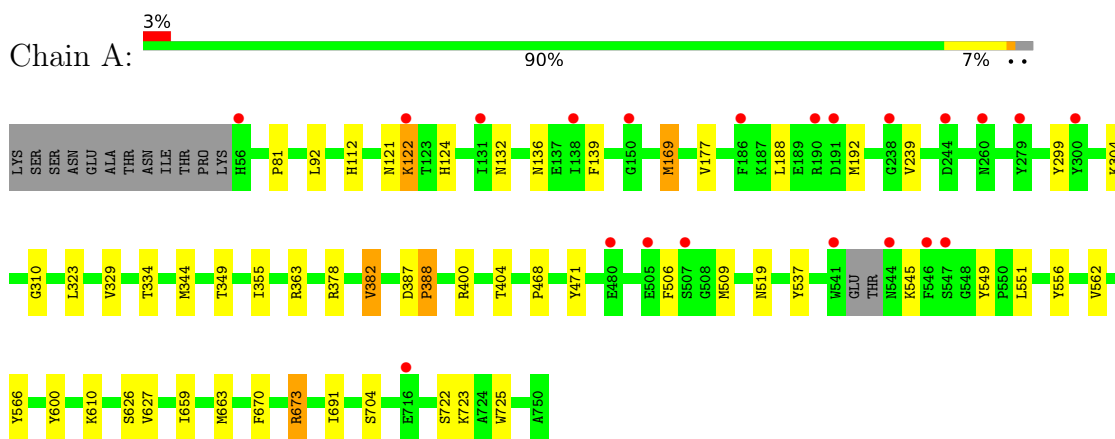 3%
Chain A:
90% 7% • •
LYS SER SER ASN GLU ALA THR ASN ILE THR PRO LYS H56 P81 L92 H112 N121 K122 T123 H124 I131 N132 N136 E137 I138 F139 G150 M169 V177 F186 K187 L188 E189 R190 D191 M192 G238 V239 D244 N260 Y279 Y299 Y300 K304
G310 L323 V329 T334 M344 T349 I355 R363 R378 V382 D387 P388 R400 T404 P468 Y471 E480 E505 F506 S507 G508 M509 N519 Y537 W541 GLU THR N544 K545 F546 S547 G548 Y549 P550 L551 Y556 V562
Y566 Y600 K610 S626 V627 I659 M663 F670 R673 I691 S704 E716 S722 K723 A724 W725 A750